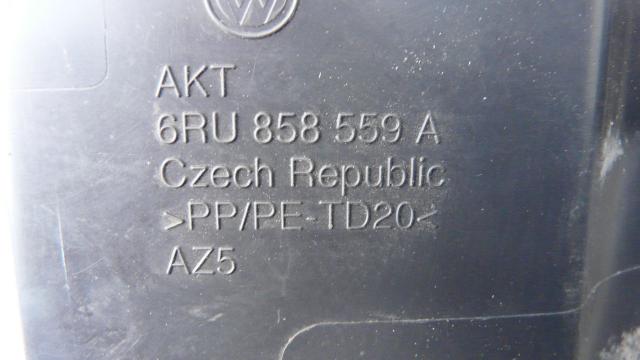 AKT
6RU 858 559 A
Czech Republic
>PP/PE-TD20<
AZ5